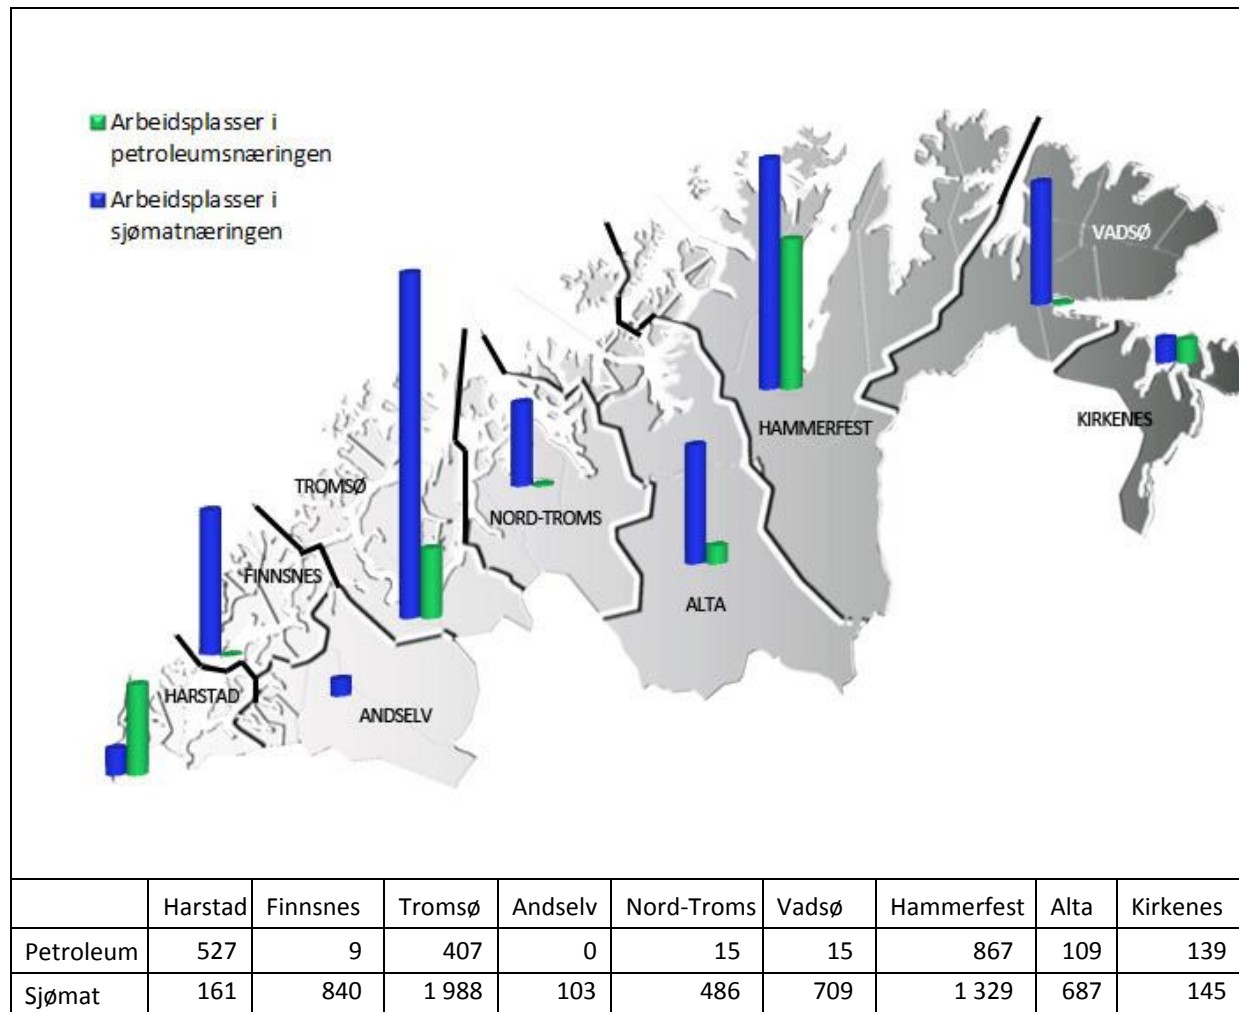 Arbeidsplasser i
petroleumsnæringen
Arbeidsplasser i
sjømatnæringen
VADSØ
KIRKENES
HAMMERFEST
TROMSØ
NORD-TROMS
FINNSNES
ALTA
HARSTAD
ANDSELV
Harstad Finnsnes Tromsø Andselv Nord-Troms Vadsø Hammerfest Alta Kirkenes
Petroleum 527 9 407 0 15 15 867 109 139
Sjømat 161 840 1 988 103 486 709 1 329 687 145